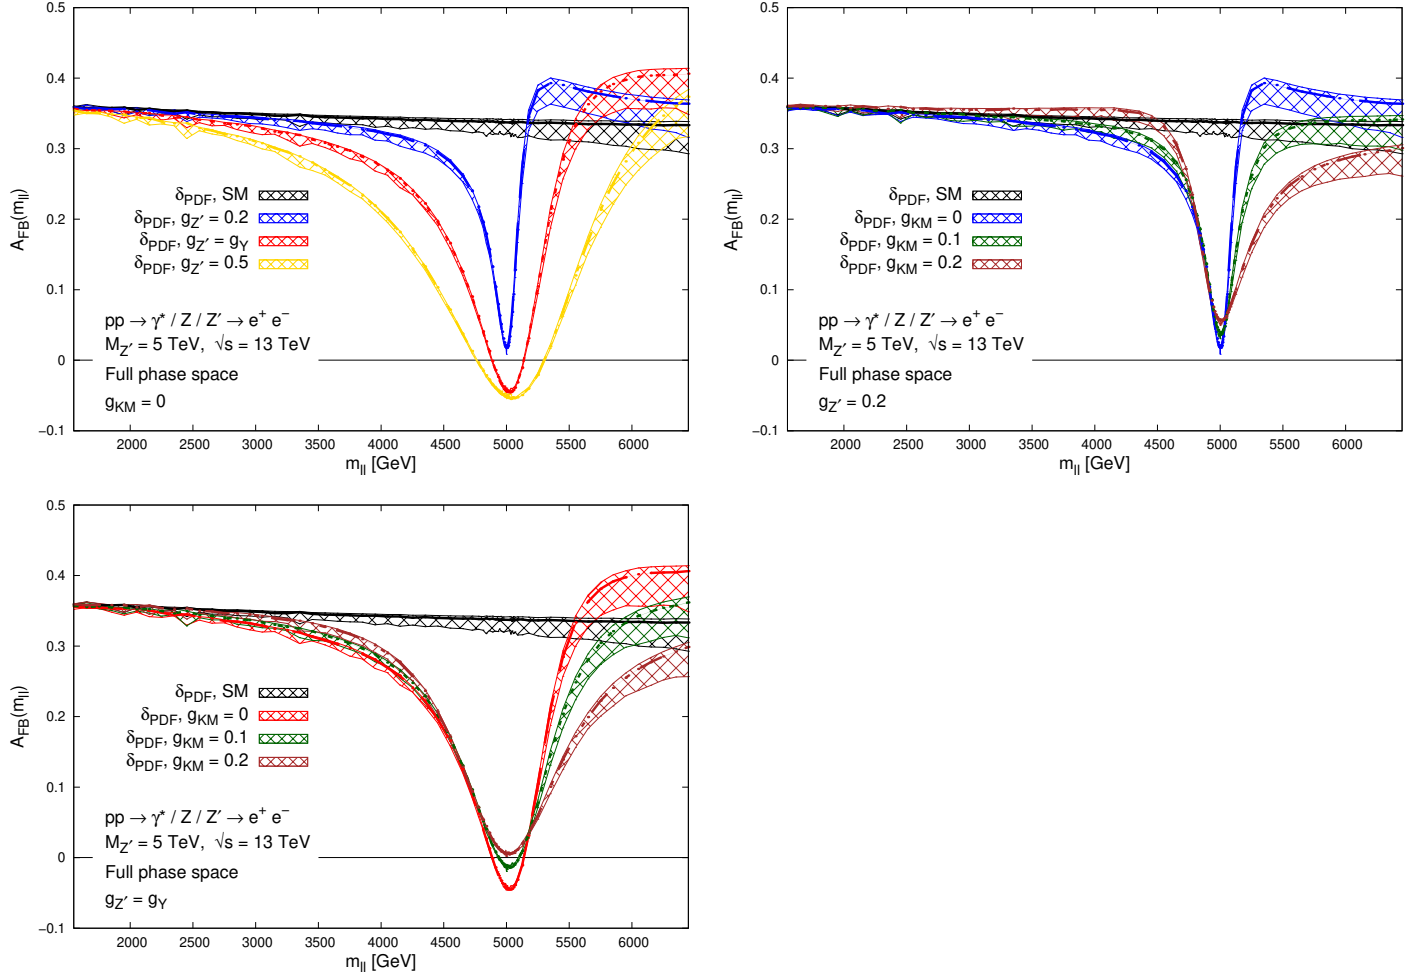 0.5
0.4
0.3
0.2
0.1
0
−0.1
A_FB(m_ll)
δ_PDF, SM
δ_PDF, g_Z′ = 0.2
δ_PDF, g_Z′ = g_Y
δ_PDF, g_Z′ = 0.5
pp → γ* / Z / Z′ → e⁺ e⁻
M_Z′ = 5 TeV, √s = 13 TeV
Full phase space
g_KM = 0
2000 2500 3000 3500 4000 4500 5000 5500 6000
m_ll [GeV]
0.5
0.4
0.3
0.2
0.1
0
−0.1
A_FB(m_ll)
δ_PDF, SM
δ_PDF, g_KM = 0
δ_PDF, g_KM = 0.1
δ_PDF, g_KM = 0.2
pp → γ* / Z / Z′ → e⁺ e⁻
M_Z′ = 5 TeV, √s = 13 TeV
Full phase space
g_Z′ = 0.2
2000 2500 3000 3500 4000 4500 5000 5500 6000
m_ll [GeV]
0.5
0.4
0.3
0.2
0.1
0
−0.1
A_FB(m_ll)
δ_PDF, SM
δ_PDF, g_KM = 0
δ_PDF, g_KM = 0.1
δ_PDF, g_KM = 0.2
pp → γ* / Z / Z′ → e⁺ e⁻
M_Z′ = 5 TeV, √s = 13 TeV
Full phase space
g_Z′ = g_Y
2000 2500 3000 3500 4000 4500 5000 5500 6000
m_ll [GeV]